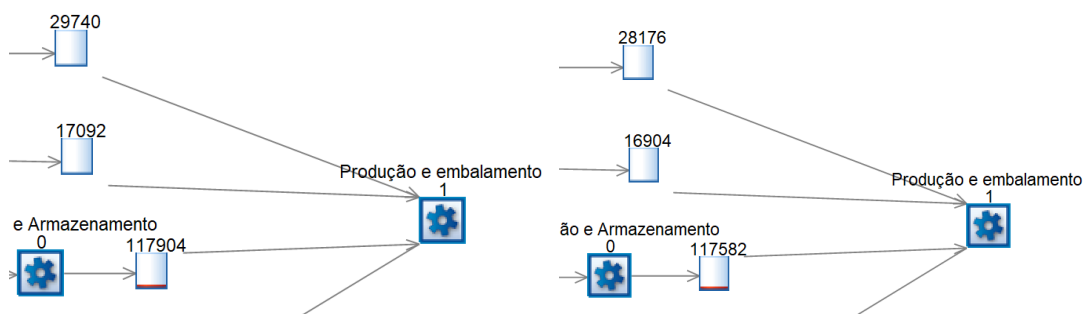 29740
17092
Produção e embalamento
1
e Armazenamento
0
117904
28176
16904
Produção e embalamento
1
ão e Armazenamento
0
117582